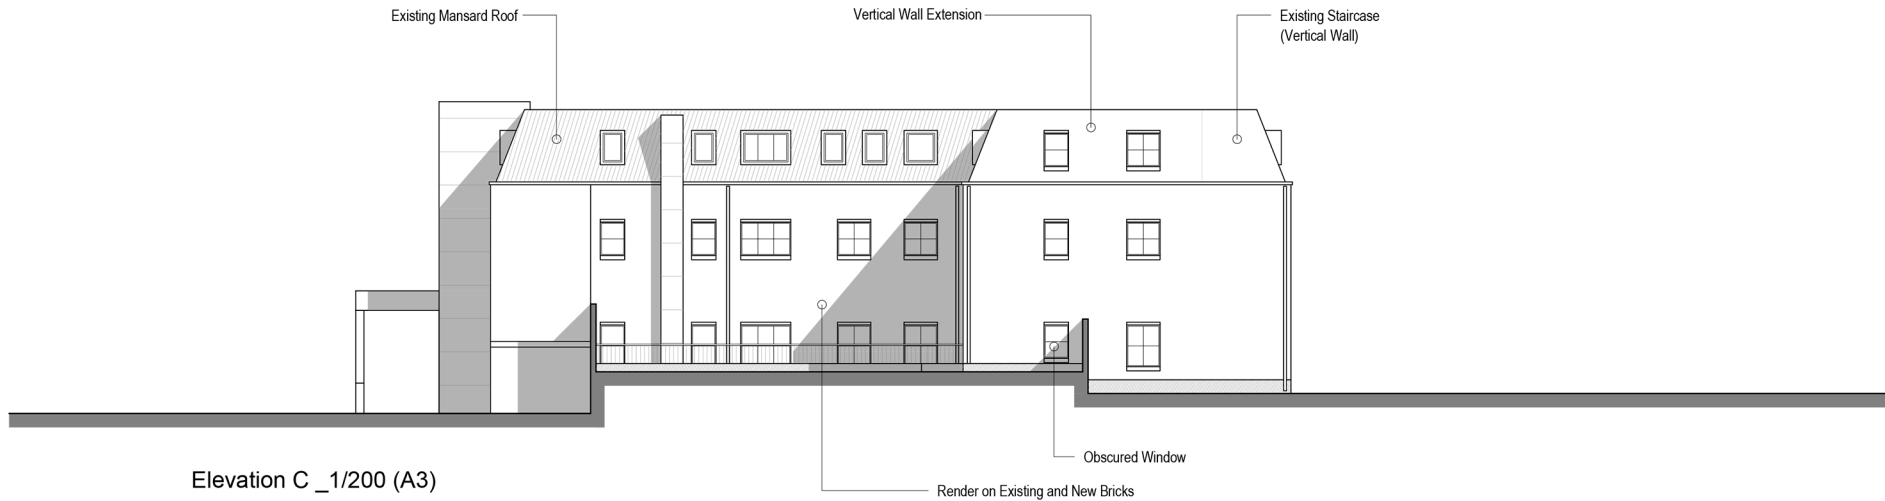 Existing Mansard Roof
Vertical Wall Extension
Existing Staircase
(Vertical Wall)
Obscured Window
Elevation C _1/200 (A3)
Render on Existing and New Bricks